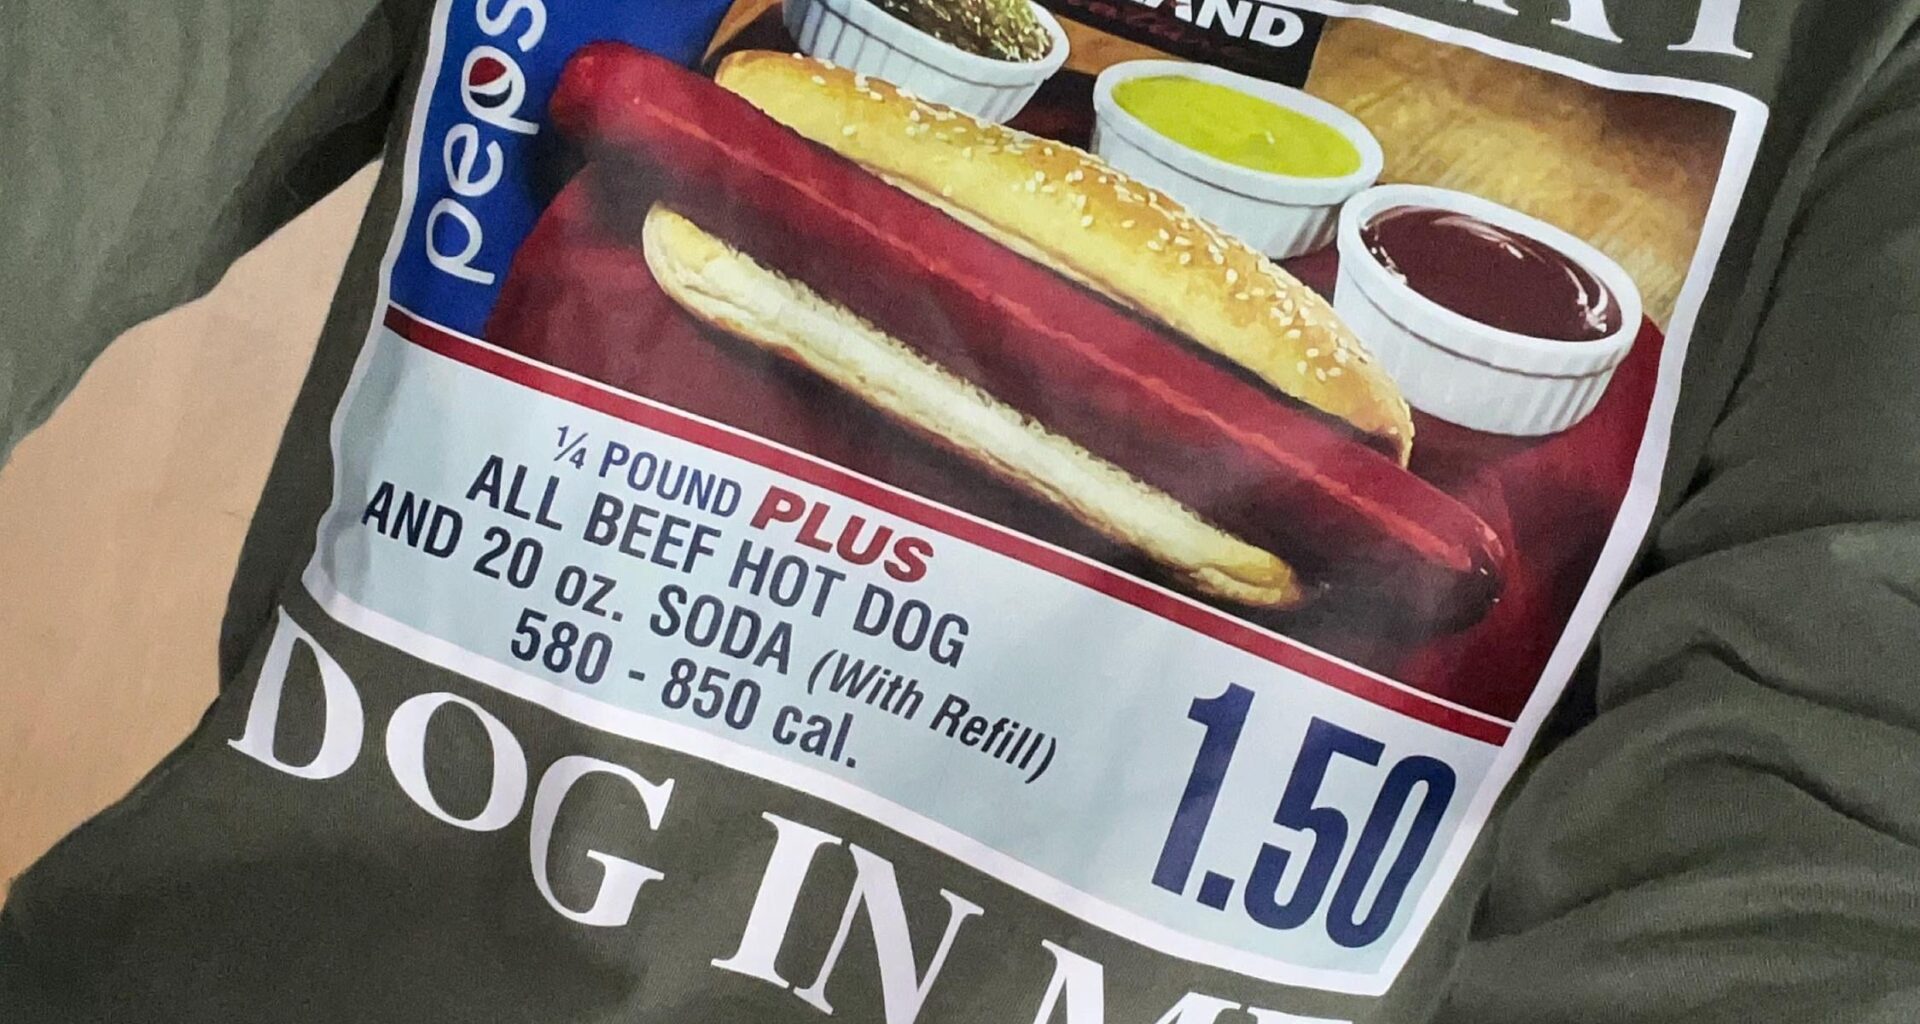 pepsi
1/4 POUND PLUS
ALL BEEF HOT DOG
AND 20 oz. SODA (With Refill)
580 - 850 cal.
1.50
DOG IN